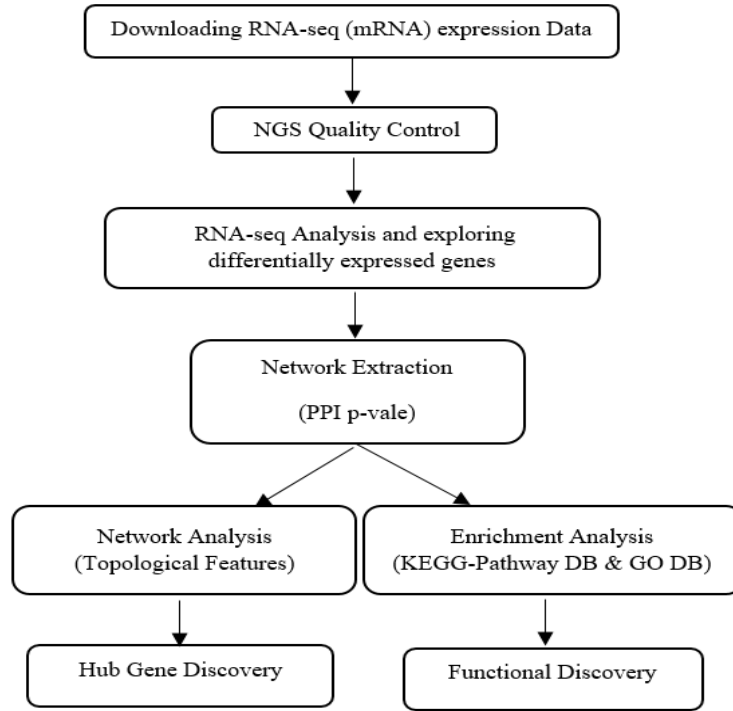 Downloading RNA-seq (mRNA) expression Data
NGS Quality Control
RNA-seq Analysis and exploring
differentially expressed genes
Network Extraction
(PPI p-vale)
Network Analysis
(Topological Features)
Enrichment Analysis
(KEGG-Pathway DB & GO DB)
Hub Gene Discovery
Functional Discovery